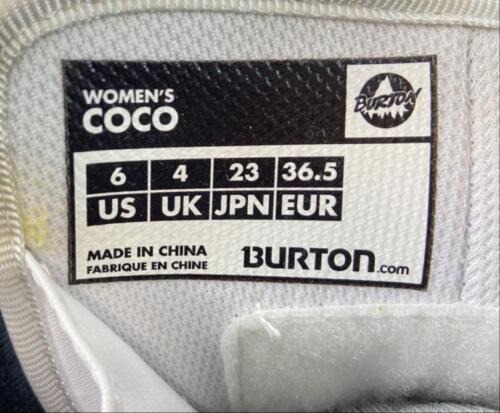 WOMEN'S
COCO
BURTON
6 4 23 36.5
US UK JPN EUR
MADE IN CHINA
FABRIQUE EN CHINE
BURTON.com